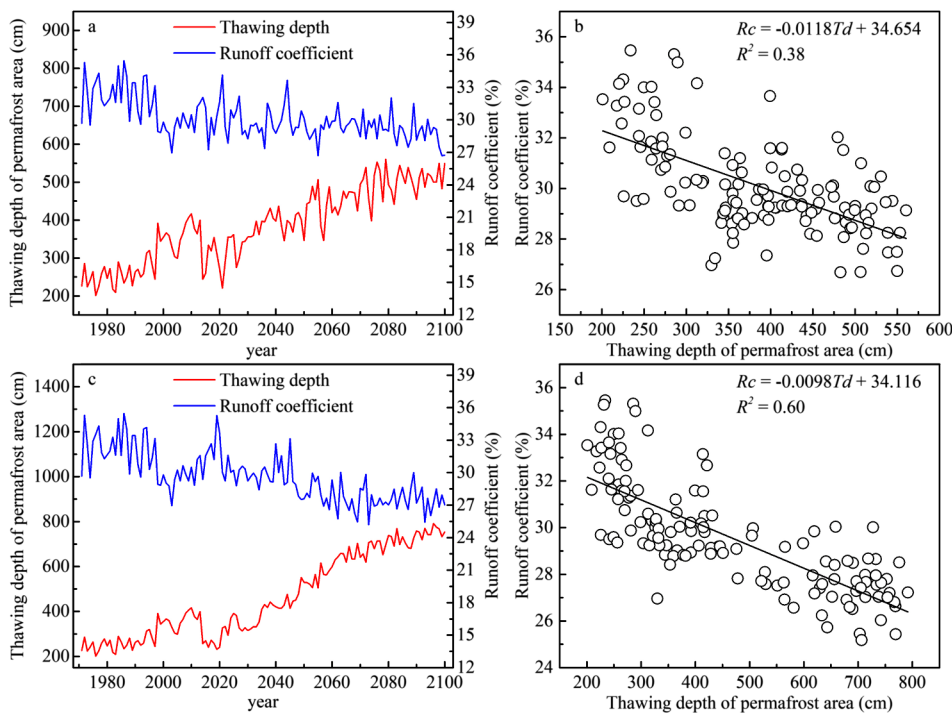 a
Thawing depth
Runoff coefficient
900
800
700
600
500
400
300
200
Thawing depth of permafrost area (cm)
39
36
33
30
27
24
21
18
15
12
Runoff coefficient (%)
1980 2000 2020 2040 2060 2080 2100
year
b
Rc = -0.0118Td + 34.654
R² = 0.38
36
34
32
30
28
26
Runoff coefficient (%)
150 200 250 300 350 400 450 500 550 600
Thawing depth of permafrost area (cm)
c
Thawing depth
Runoff coefficient
1400
1200
1000
800
600
400
200
Thawing depth of permafrost area (cm)
39
36
33
30
27
24
21
18
15
12
Runoff coefficient (%)
1980 2000 2020 2040 2060 2080 2100
year
d
Rc = -0.0098Td + 34.116
R² = 0.60
36
34
32
30
28
26
24
Runoff coefficient (%)
200 300 400 500 600 700 800
Thawing depth of permafrost area (cm)